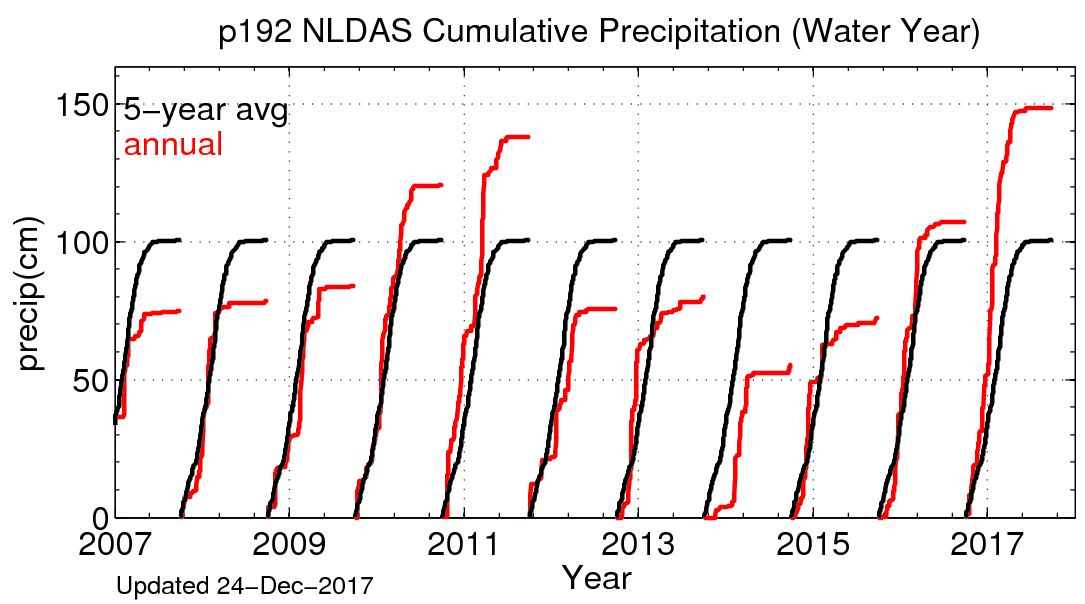 p192 NLDAS Cumulative Precipitation (Water Year)
150
5−year avg
annual
100
precip(cm)
50
0
2007 2009 2011 2013 2015 2017
Year
Updated 24−Dec−2017